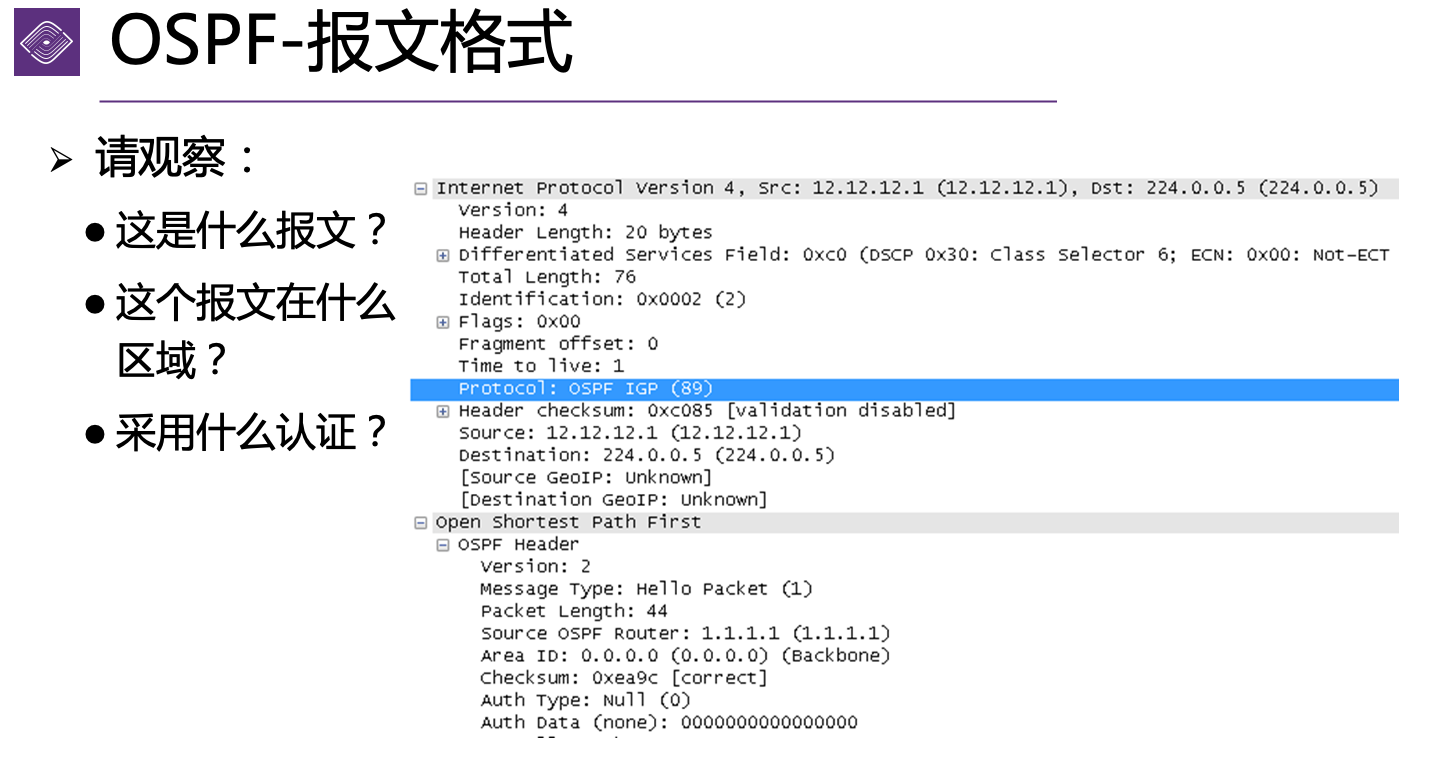 OSPF-报文格式
请观察：
这是什么报文？
这个报文在什么
区域？
采用什么认证？
Internet Protocol Version 4, Src: 12.12.12.1 (12.12.12.1), Dst: 224.0.0.5 (224.0.0.5)
Version: 4
Header Length: 20 bytes
Differentiated Services Field: 0xc0 (DSCP 0x30: Class Selector 6; ECN: 0x00: Not-ECT
Total Length: 76
Identification: 0x0002 (2)
Flags: 0x00
Fragment offset: 0
Time to live: 1
Protocol: OSPF IGP (89)
Header checksum: 0xc085 [validation disabled]
Source: 12.12.12.1 (12.12.12.1)
Destination: 224.0.0.5 (224.0.0.5)
[Source GeoIP: Unknown]
[Destination GeoIP: Unknown]
Open Shortest Path First
OSPF Header
Version: 2
Message Type: Hello Packet (1)
Packet Length: 44
Source OSPF Router: 1.1.1.1 (1.1.1.1)
Area ID: 0.0.0.0 (0.0.0.0) (Backbone)
Checksum: 0xea9c [correct]
Auth Type: Null (0)
Auth Data (none): 0000000000000000